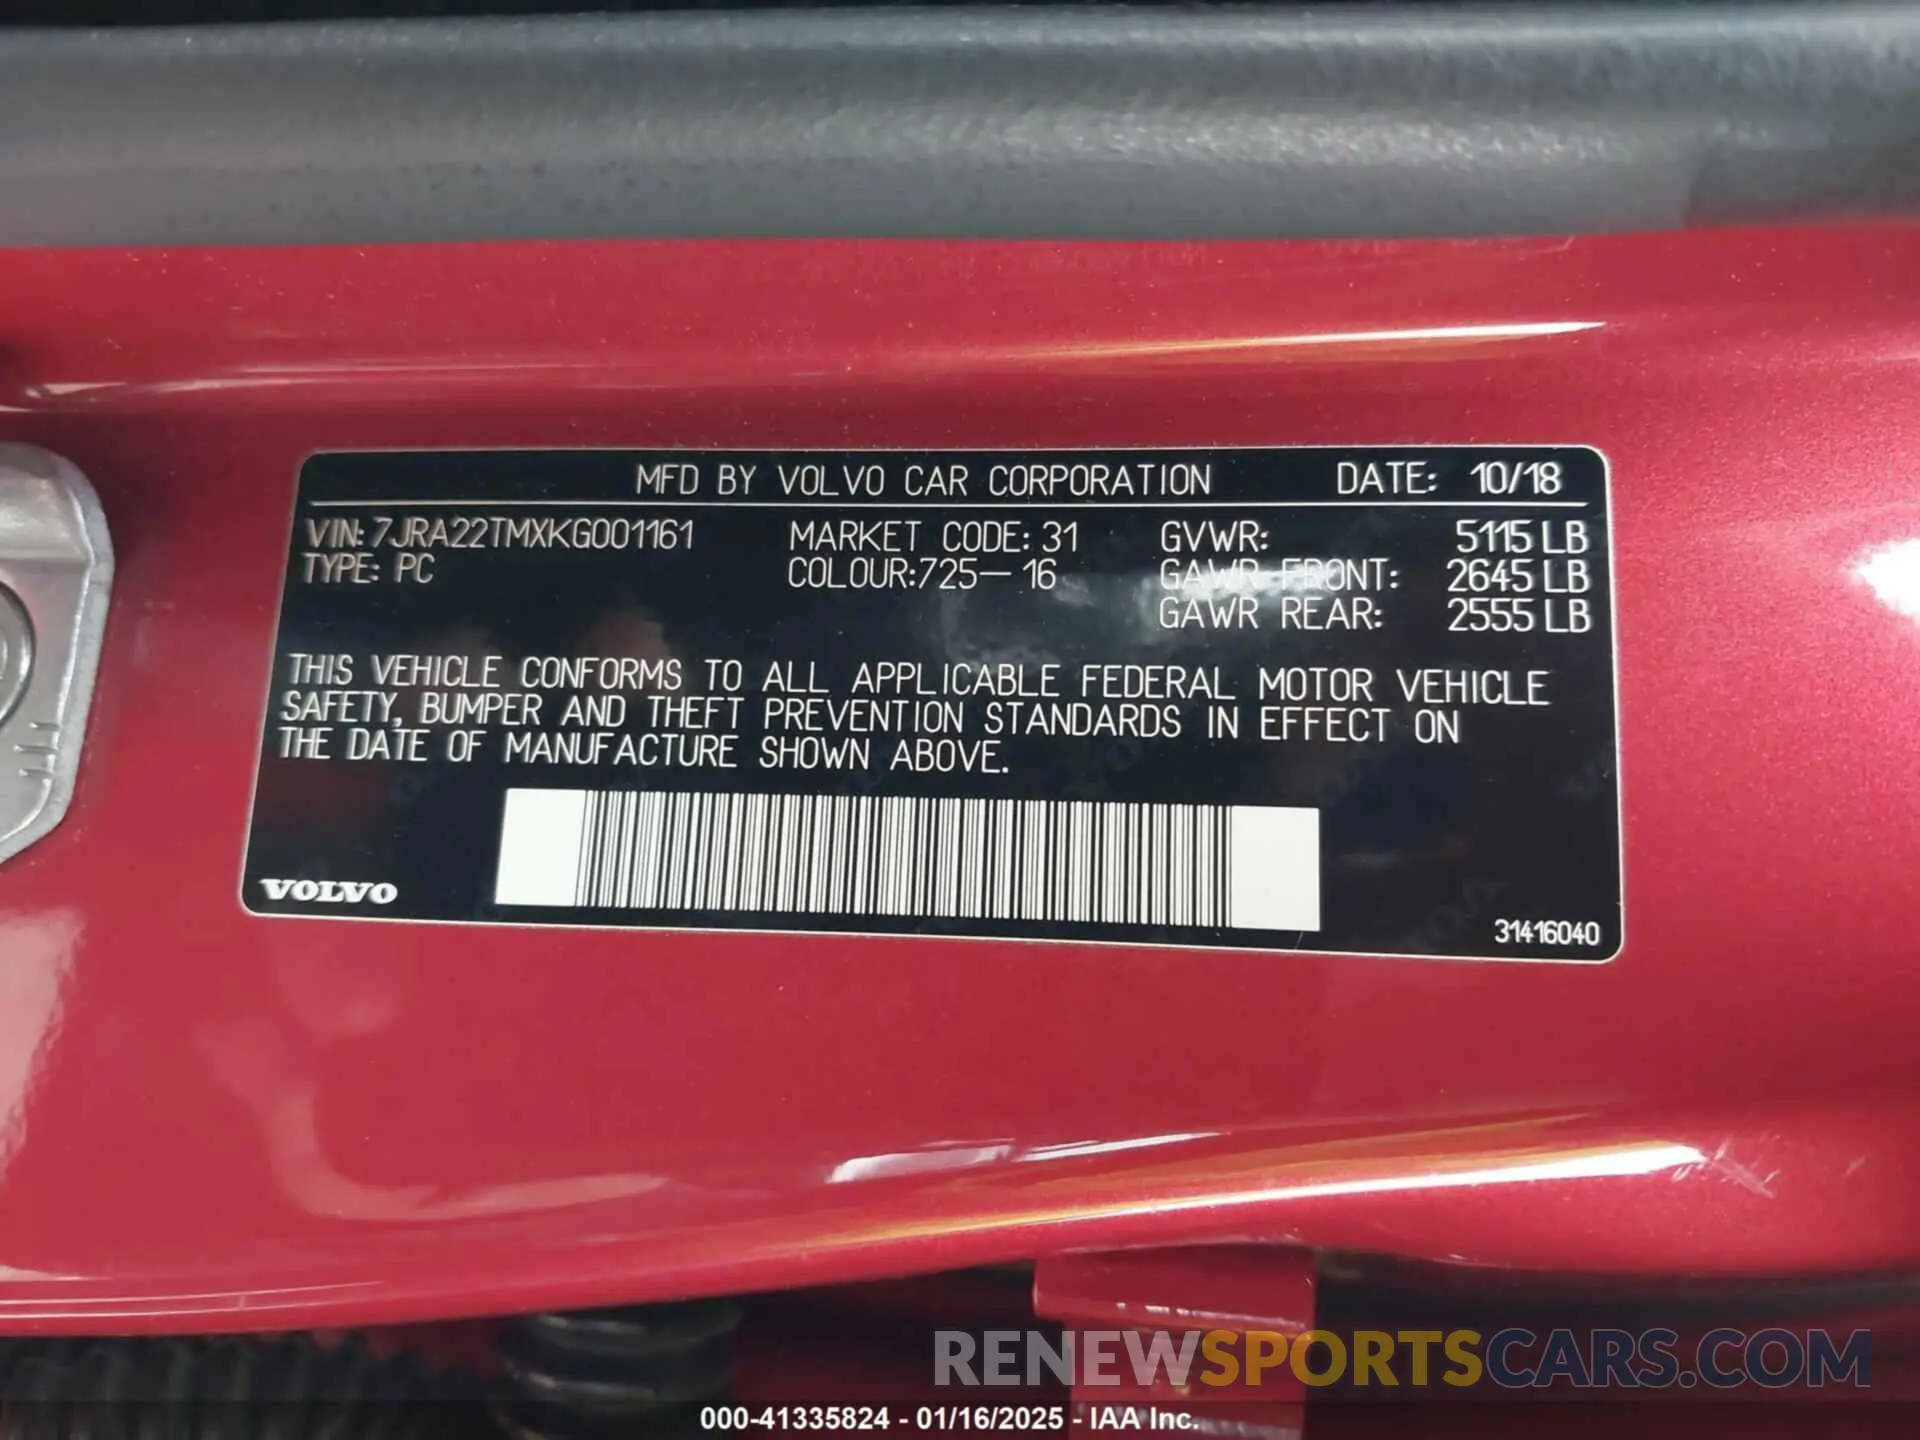 MFD BY VOLVO CAR CORPORATION DATE: 10/18
VIN: 7JRA22TMXKG001161 MARKET CODE: 31 GVWR: 5115 LB
TYPE: PC COLOUR:725-16 GAWR FRONT: 2645 LB
GAWR REAR: 2555 LB
THIS VEHICLE CONFORMS TO ALL APPLICABLE FEDERAL MOTOR VEHICLE
SAFETY, BUMPER AND THEFT PREVENTION STANDARDS IN EFFECT ON
THE DATE OF MANUFACTURE SHOWN ABOVE.
VOLVO
31416040
RENEWSPORTSCARS.COM
000-41335824 - 01/16/2025 - IAA Inc.